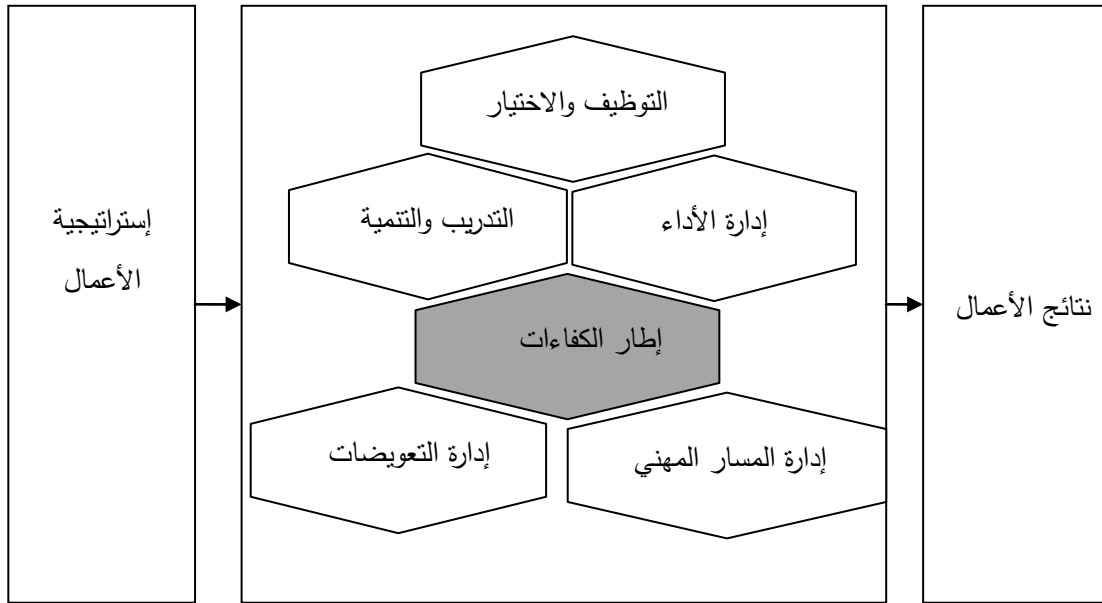 التوظيف والاختيار
إدارة الأداء
التدريب والتنمية
إستراتيجية
الأعمال
نتائج الأعمال
إطار الكفاءات
إدارة المسار المهني
إدارة التعويضات